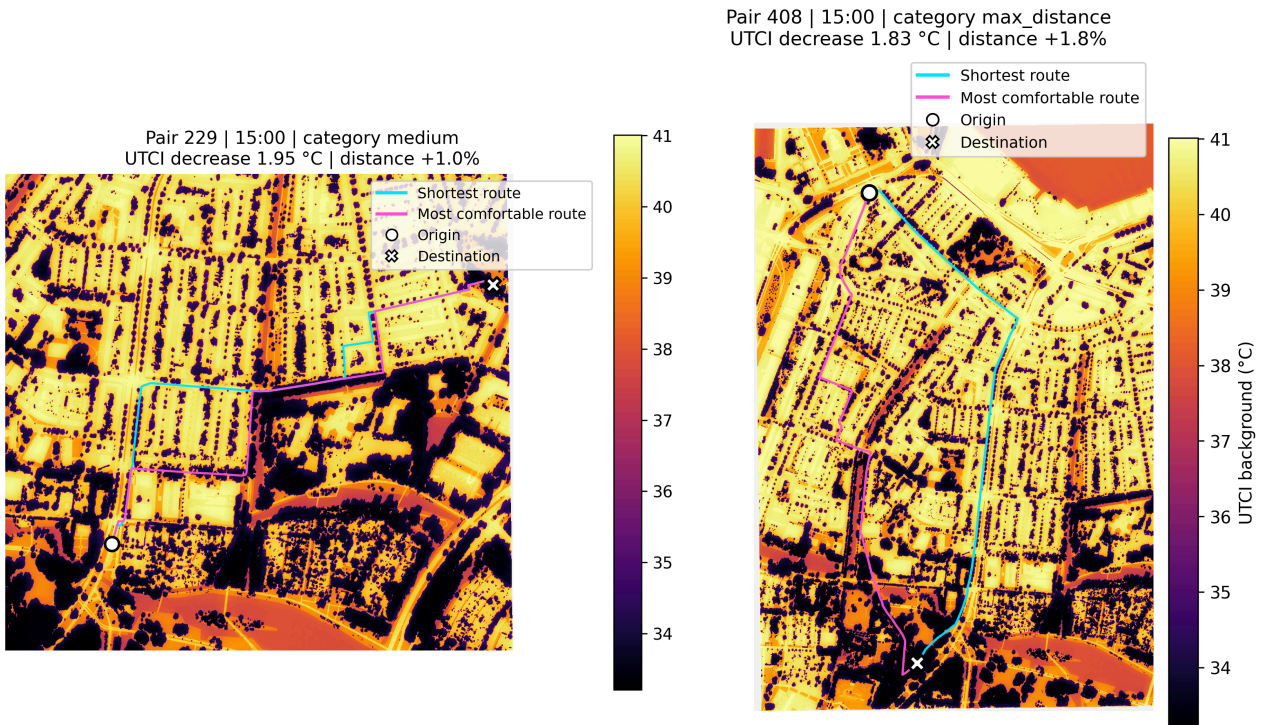 Pair 229 | 15:00 | category medium
UTCI decrease 1.95 °C | distance +1.0%
Shortest route
Most comfortable route
Origin
Destination
41
40
39
38
37
36
35
34
Pair 408 | 15:00 | category max_distance
UTCI decrease 1.83 °C | distance +1.8%
Shortest route
Most comfortable route
Origin
Destination
41
40
39
38
37
36
35
34
UTCI background (°C)